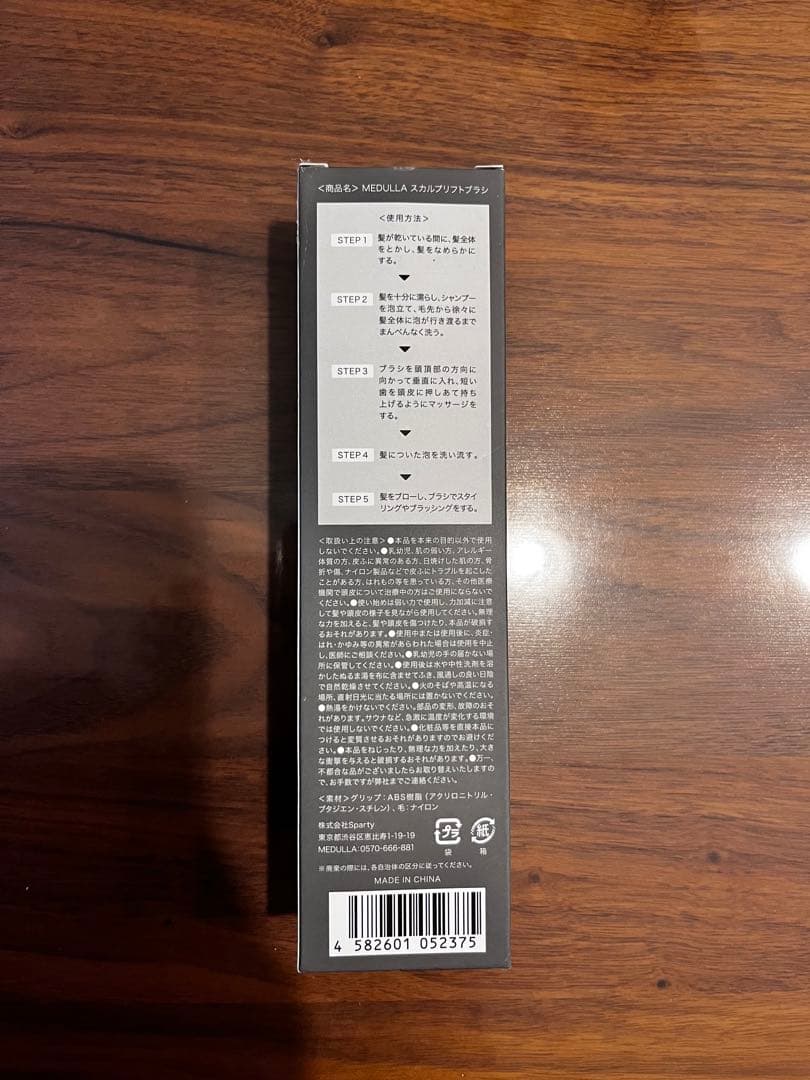 <商品名> MEDULLA スカルプリフトブラシ
<使用方法>
STEP 1
髪が乾いている間に、髪全体
をとかし、髪をなめらかに
する。
STEP 2
髪を十分に濡らし、シャンプー
を泡立て、毛先から徐々に
髪全体に泡が行き渡るまで
まんべんなく洗う。
STEP 3
ブラシを頭頂部の方向に
向かって垂直に入れ、短い
歯を頭皮に押しあて持ち
上げるようにマッサージを
する。
STEP 4
髪についた泡を洗い流す。
STEP 5
髪をブローし、ブラシでスタイ
リングやブラッシングをする。
<取扱い上の注意> ●本品を本来の目的以外で使用
しないでください。●乳幼児、肌の弱い方、アレルギー
体質の方、皮ふに異常のある方、日焼けした肌の方、骨
折や傷、ナイロン製品などで皮ふにトラブルを起こした
ことがある方、はれもの等を患っている方、その他医療
機関で頭皮について治療中の方はご使用にならないで
ください。●使い始めは弱い力で使用し、力加減に注意
して髪や頭皮の様子を見ながら使用してください。無理
な力を加えると、髪や頭皮を傷つけたり、本品が破損す
るおそれがあります。●使用中または使用後に、炎症・
はれ・かゆみ等の異常があらわれた場合は使用を中止
し、医師にご相談ください。●乳幼児の手の届かない場
所に保管してください。●使用後は水や中性洗剤を溶
かしたぬるま湯を布に含ませてふき、風通しの良い日陰
で自然乾燥させてください。●火のそばや高温になる
場所、直射日光に当たる場所には置かないでください。
●熱湯をかけないでください。部品の変形、故障のおそ
れがあります。サウナなど、急激に温度が変化する環境
では使用しないでください。●化粧品等を直接本品に
つけると変質させるおそれがありますのでお避けくだ
さい。●本品をねじったり、無理な力を加えたり、大き
な衝撃を与えると破損するおそれがあります。●万一、
不都合な品がございましたらお取り替えいたしますの
で、お手数ですが弊社までご連絡ください。
<素材>グリップ:ABS樹脂 (アクリロニトリル・
ブタジエン・スチレン)、毛:ナイロン
株式会社Sparty
東京都渋谷区恵比寿1-19-19
MEDULLA:0570-666-881
プラ
袋
紙
箱
※廃棄の際には、各自治体の区分に従ってください。
MADE IN CHINA
4 582601 052375